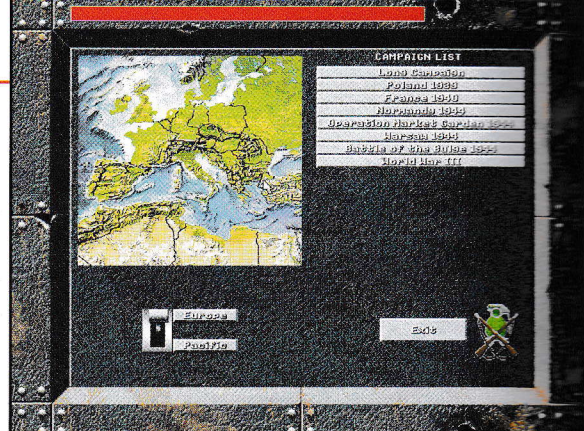 CAMPAIGN LIST
Long Campaign
Poland 1939
France 1940
Normandy 1944
Operation Market Garden 1944
Warsaw 1944
Battle of the Bulge 1944
World War III
Europe
Pacific
Exit